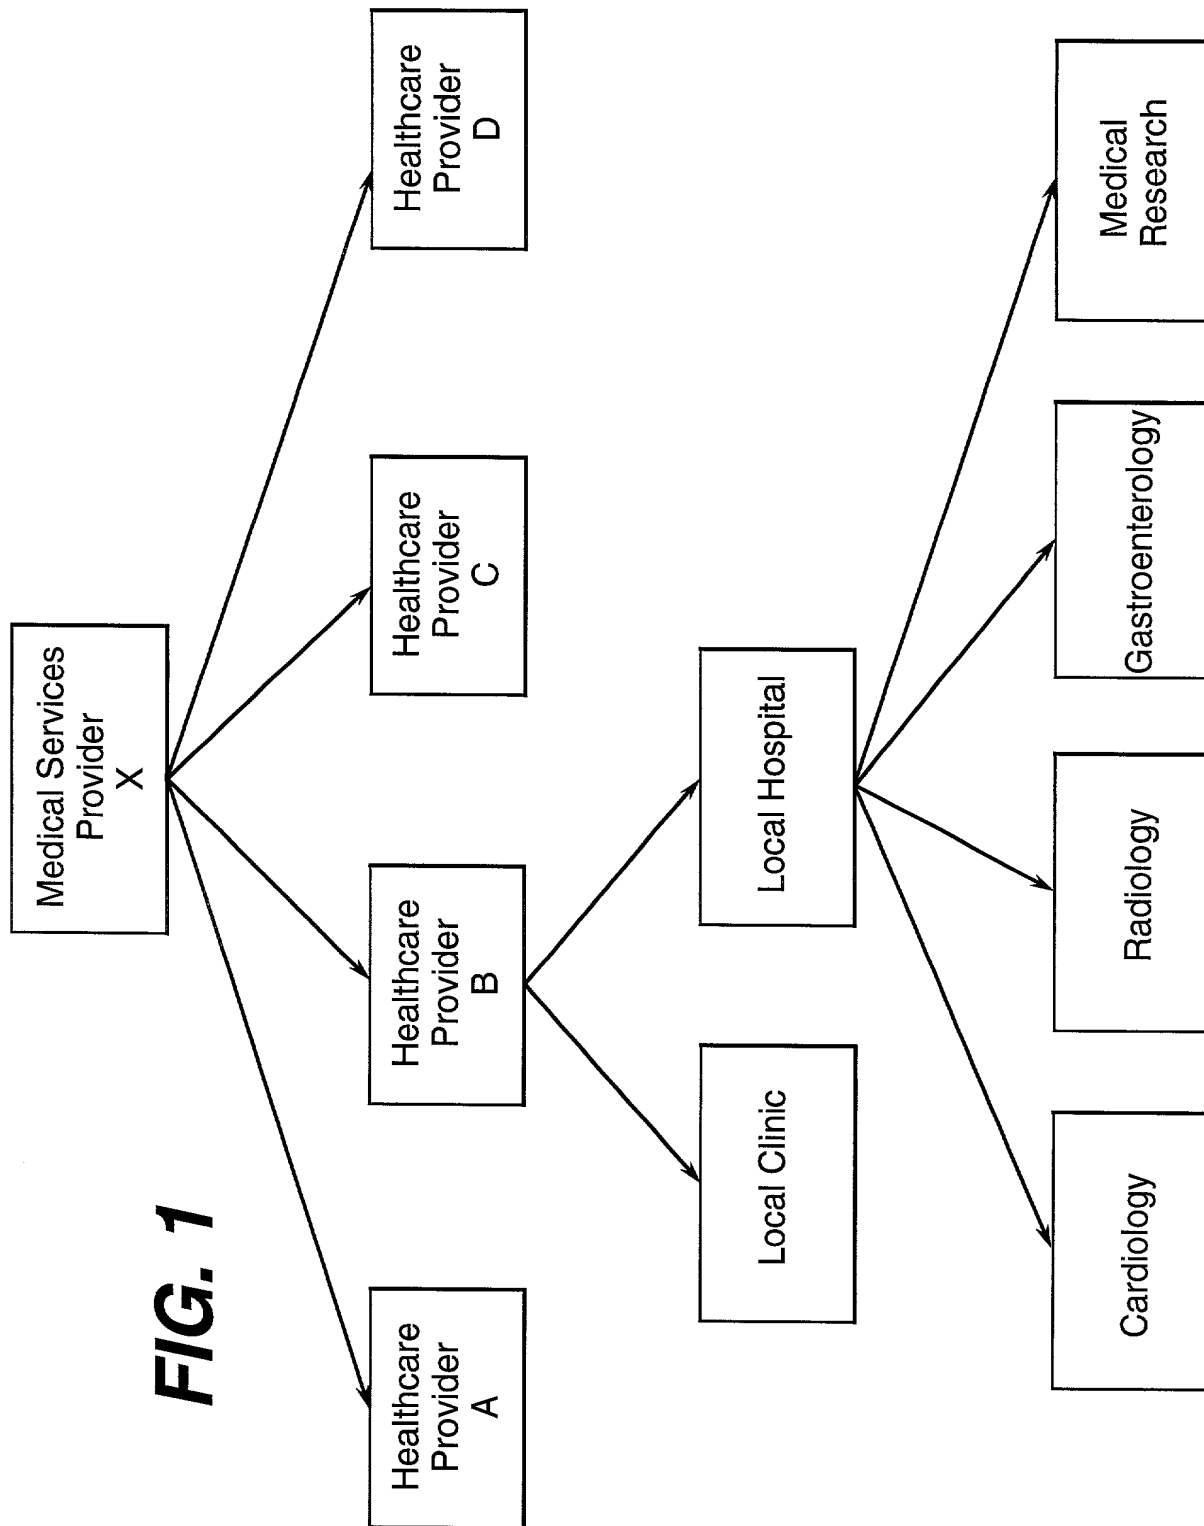 FIG. 1
Medical Services
Provider
X
Healthcare
Provider
A
Healthcare
Provider
B
Healthcare
Provider
C
Healthcare
Provider
D
Local Clinic
Local Hospital
Cardiology
Radiology
Gastroenterology
Medical
Research